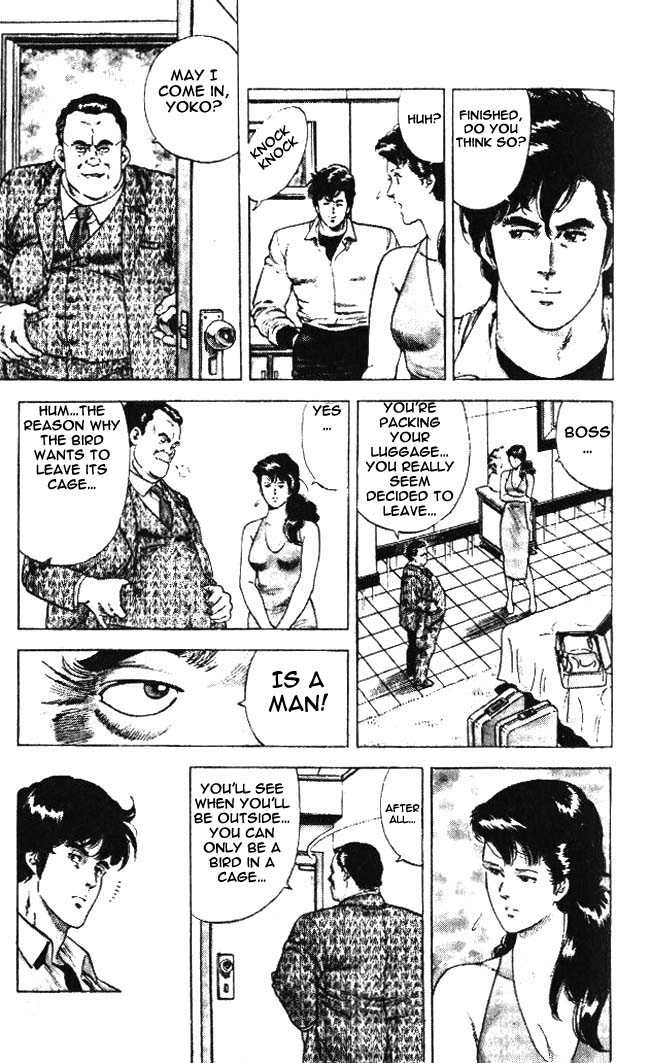 FINISHED,
DO YOU
THINK SO?
HUH?
KNOCK
KNOCK
MAY I
COME IN,
YOKO?
BOSS
...
YOU'RE
PACKING
YOUR
LUGGAGE...
YOU REALLY
SEEM
DECIDED TO
LEAVE...
YES
...
HUM...THE
REASON WHY
THE BIRD
WANTS TO
LEAVE ITS
CAGE...
IS A
MAN!
AFTER
ALL...
YOU'LL SEE
WHEN YOU'LL
BE OUTSIDE...
YOU CAN
ONLY BE A
BIRD IN A
CAGE...